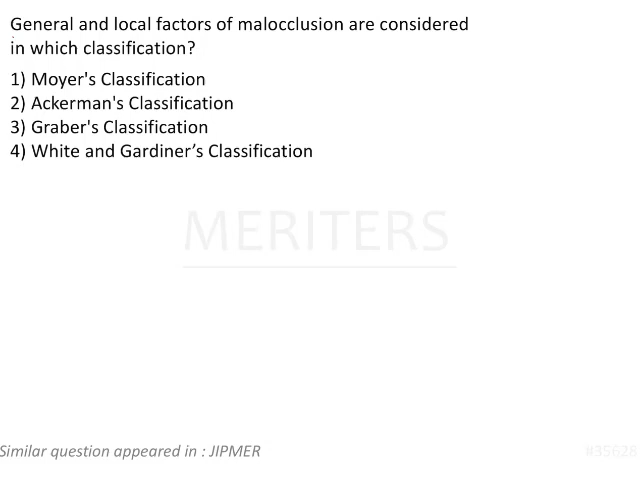 General and local factors of malocclusion are considered
in which classification?
1) Moyer's Classification
2) Ackerman's Classification
3) Graber's Classification
4) White and Gardiner’s Classification
MERITERS
Similar question appeared in : JIPMER
#35628